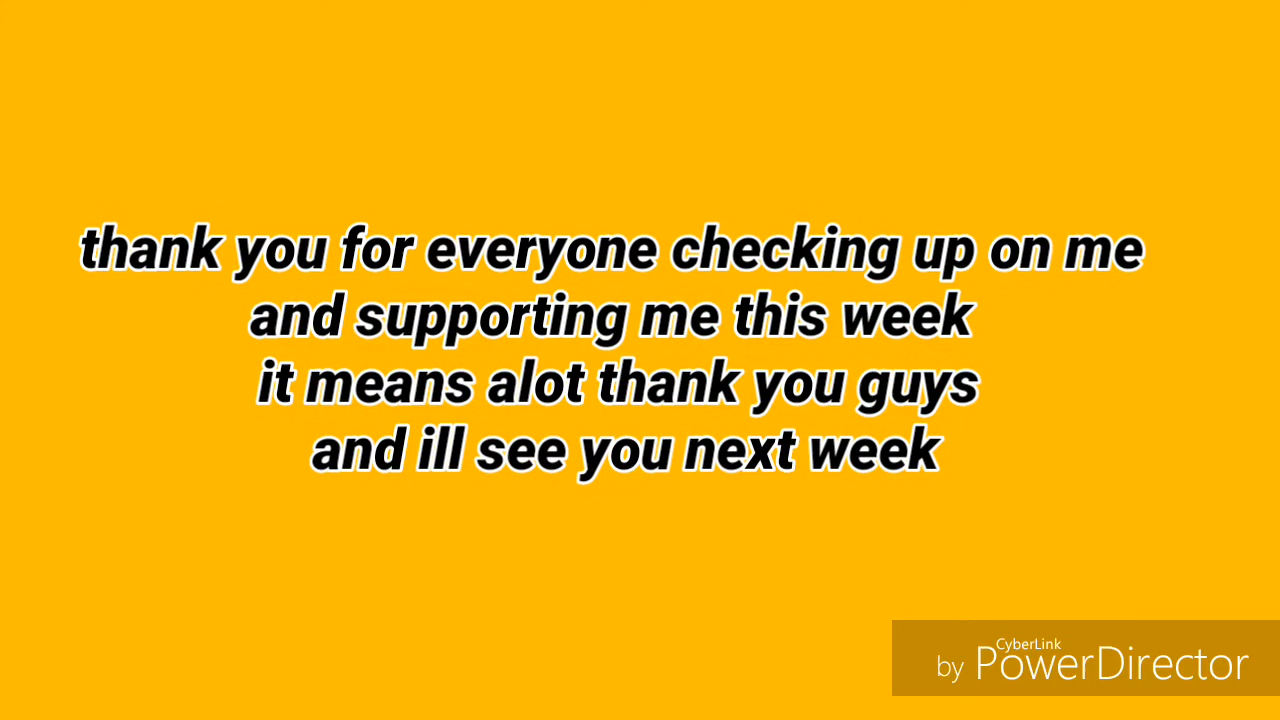 thank you for everyone checking up on me
and supporting me this week
it means alot thank you guys
and ill see you next week
CyberLink
by PowerDirector